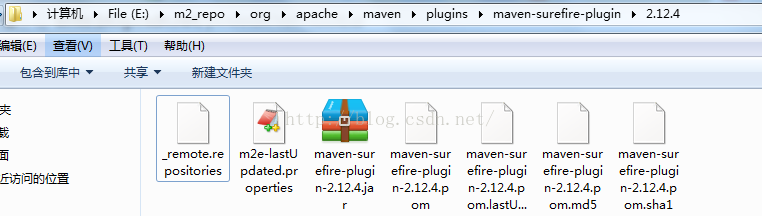 计算机 ▸ File (E:) ▸ m2_repo ▸ org ▸ apache ▸ maven ▸ plugins ▸ maven-surefire-plugin ▸ 2.12.4
编辑(E) 查看(V) 工具(T) 帮助(H)
包含到库中 共享 新建文件夹
夹
载
面
近访问的位置
http://blog.csdn.net/
_remote.re
positories
m2e-lastU
pdated.pro
perties
maven-sur
efire-plugi
n-2.12.4.ja
r
maven-sur
efire-plugi
n-2.12.4.p
om
maven-sur
efire-plugi
n-2.12.4.p
om.lastU...
maven-sur
efire-plugi
n-2.12.4.p
om.md5
maven-sur
efire-plugi
n-2.12.4.p
om.sha1